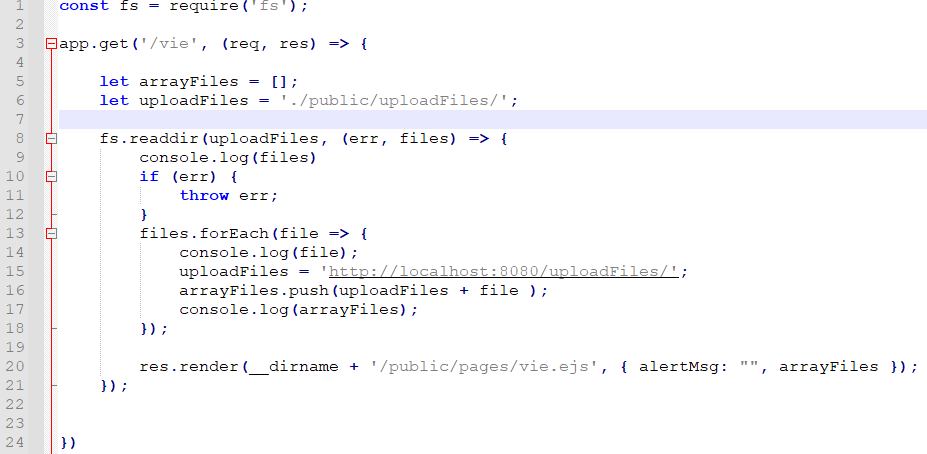 1 const fs = require('fs');
2
3 app.get('/vie', (req, res) => {
4
5     let arrayFiles = [];
6     let uploadFiles = './public/uploadFiles/';
7
8     fs.readdir(uploadFiles, (err, files) => {
9         console.log(files)
10         if (err) {
11             throw err;
12         }
13         files.forEach(file => {
14             console.log(file);
15             uploadFiles = 'http://localhost:8080/uploadFiles/';
16             arrayFiles.push(uploadFiles + file );
17             console.log(arrayFiles);
18         });
19
20         res.render(__dirname + '/public/pages/vie.ejs', { alertMsg: "", arrayFiles });
21     });
22
23
24 })